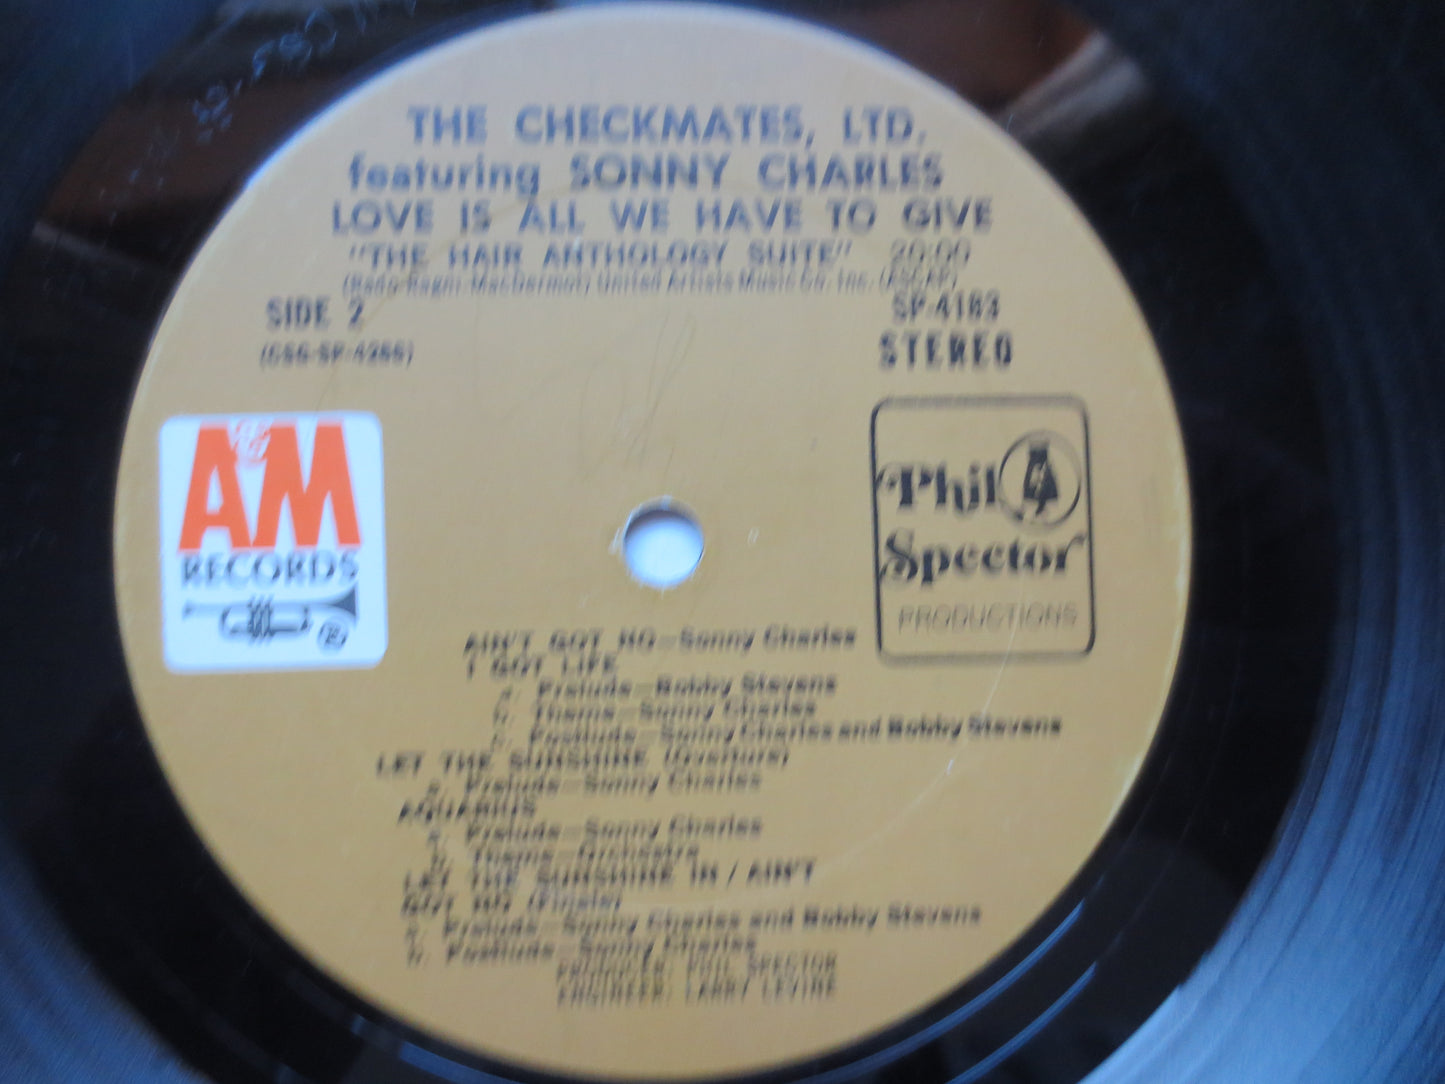 THE CHECKMATES, LTD.
featuring SONNY CHARLES
LOVE IS ALL WE HAVE TO GIVE
"THE HAIR ANTHOLOGY SUITE" 20:00
(Rado-Ragni-MacDermot) United Artists Music Co. Inc. (ASCAP)
SIDE 2
SP-4183
STEREO
A&M
RECORDS
Phil
Spector
PRODUCTIONS
AIN'T GOT NO—Sonny Charles
I GOT LIFE
a. Prelude—Bobby Stevens
b. Theme—Sonny Charles
c. Postlude—Sonny Charles and Bobby Stevens
LET THE SUNSHINE (Overture)
a. Prelude—Sonny Charles
AQUARIUS
a. Prelude—Sonny Charles
b. Theme—Orchestra
LET THE SUNSHINE IN / AIN'T
GOT NO (Finale)
a. Prelude—Sonny Charles and Bobby Stevens
b. Postlude—Sonny Charles
PRODUCER: PHIL SPECTOR
ENGINEER: LARRY LEVINE